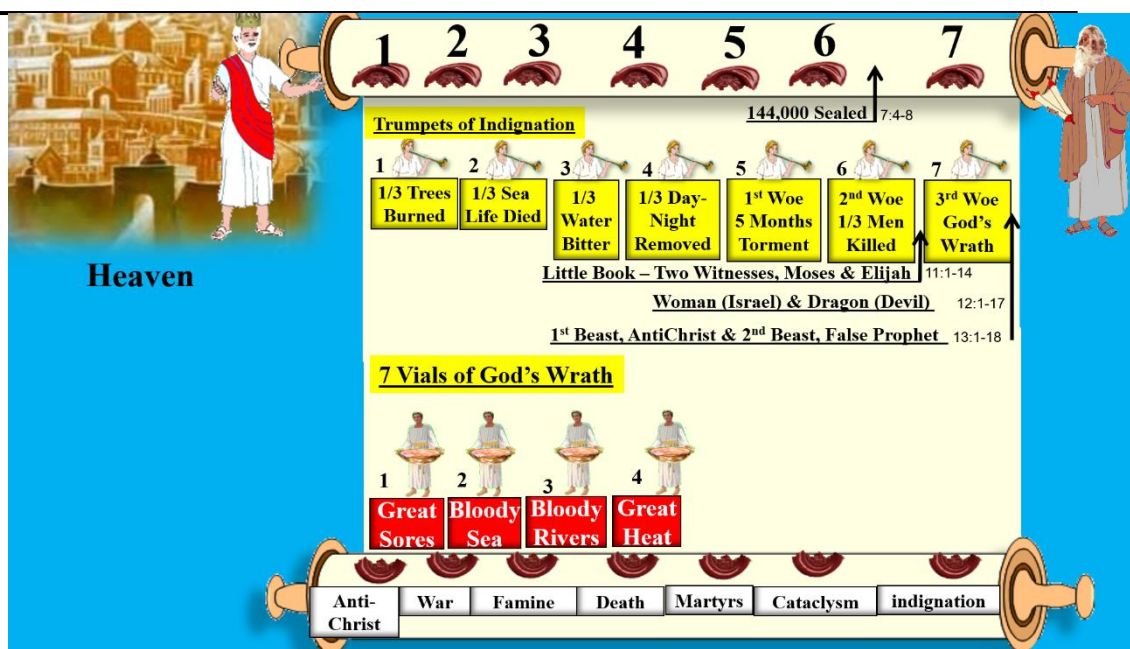 1 2 3 4 5 6 7
144,000 Sealed 7:4-8
Trumpets of Indignation
1 2 3 4 5 6 7
1/3 Trees
Burned
1/3 Sea
Life Died
1/3
Water
Bitter
1/3 Day-
Night
Removed
1st Woe
5 Months
Torment
2nd Woe
1/3 Men
Killed
3rd Woe
God's
Wrath
Heaven
Little Book – Two Witnesses, Moses & Elijah 11:1-14
Woman (Israel) & Dragon (Devil) 12:1-17
1st Beast, AntiChrist & 2nd Beast, False Prophet 13:1-18
7 Vials of God's Wrath
1 2 3 4
Great
Sores
Bloody
Sea
Bloody
Rivers
Great
Heat
Anti-
Christ
War
Famine
Death
Martyrs
Cataclysm
indignation